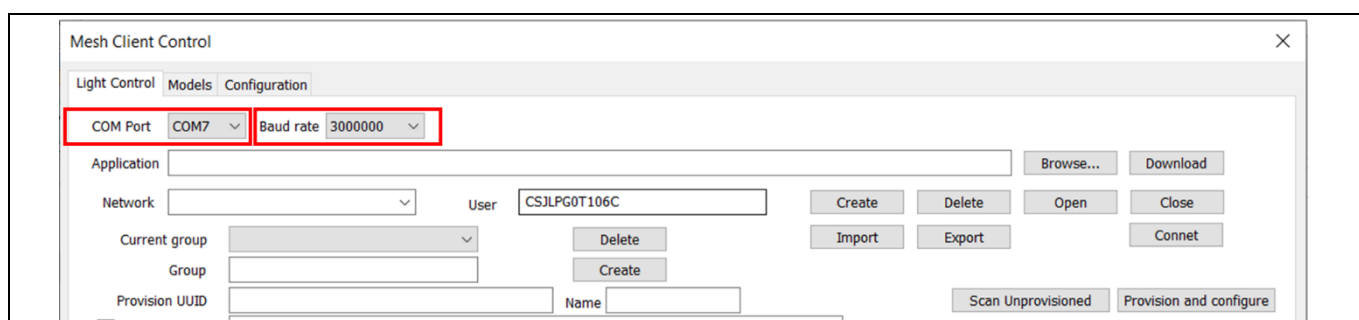 Mesh Client Control
Light Control Models Configuration
COM Port COM7 Baud rate 3000000
Application Browse... Download
Network User CSJLPG0T106C Create Delete Open Close
Current group Delete Import Export Connet
Group Create
Provision UUID Name Scan Unprovisioned Provision and configure